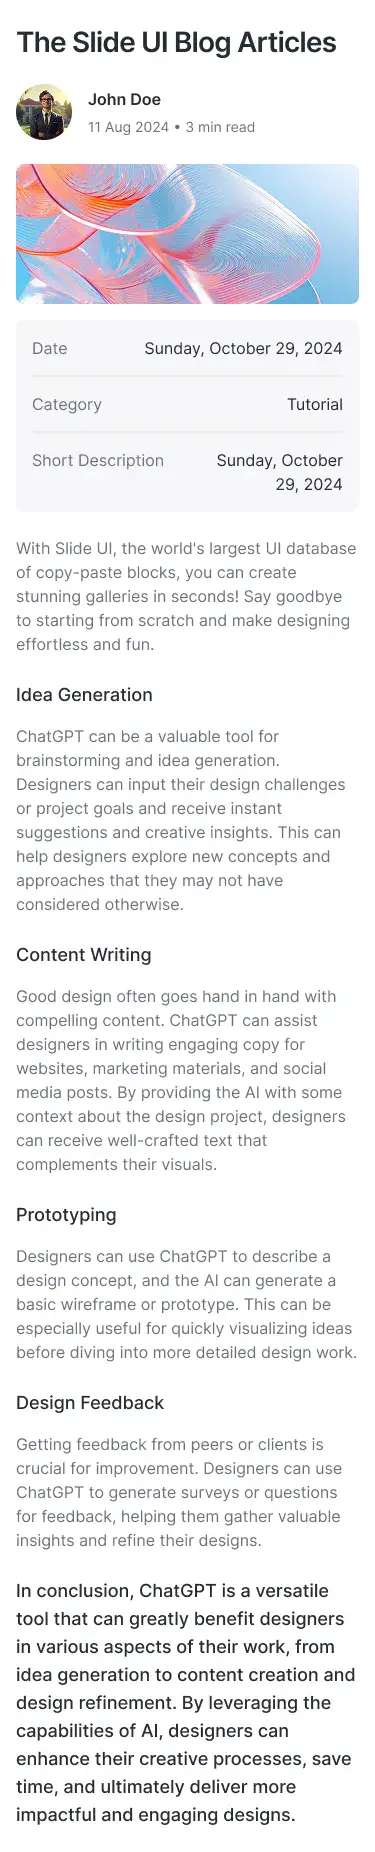 The Slide UI Blog Articles
John Doe
11 Aug 2024 • 3 min read
Date Sunday, October 29, 2024
Category Tutorial
Short Description Sunday, October
29, 2024
With Slide UI, the world's largest UI database
of copy-paste blocks, you can create
stunning galleries in seconds! Say goodbye
to starting from scratch and make designing
effortless and fun.
Idea Generation
ChatGPT can be a valuable tool for
brainstorming and idea generation.
Designers can input their design challenges
or project goals and receive instant
suggestions and creative insights. This can
help designers explore new concepts and
approaches that they may not have
considered otherwise.
Content Writing
Good design often goes hand in hand with
compelling content. ChatGPT can assist
designers in writing engaging copy for
websites, marketing materials, and social
media posts. By providing the AI with some
context about the design project, designers
can receive well-crafted text that
complements their visuals.
Prototyping
Designers can use ChatGPT to describe a
design concept, and the AI can generate a
basic wireframe or prototype. This can be
especially useful for quickly visualizing ideas
before diving into more detailed design work.
Design Feedback
Getting feedback from peers or clients is
crucial for improvement. Designers can use
ChatGPT to generate surveys or questions
for feedback, helping them gather valuable
insights and refine their designs.
In conclusion, ChatGPT is a versatile
tool that can greatly benefit designers
in various aspects of their work, from
idea generation to content creation and
design refinement. By leveraging the
capabilities of AI, designers can
enhance their creative processes, save
time, and ultimately deliver more
impactful and engaging designs.